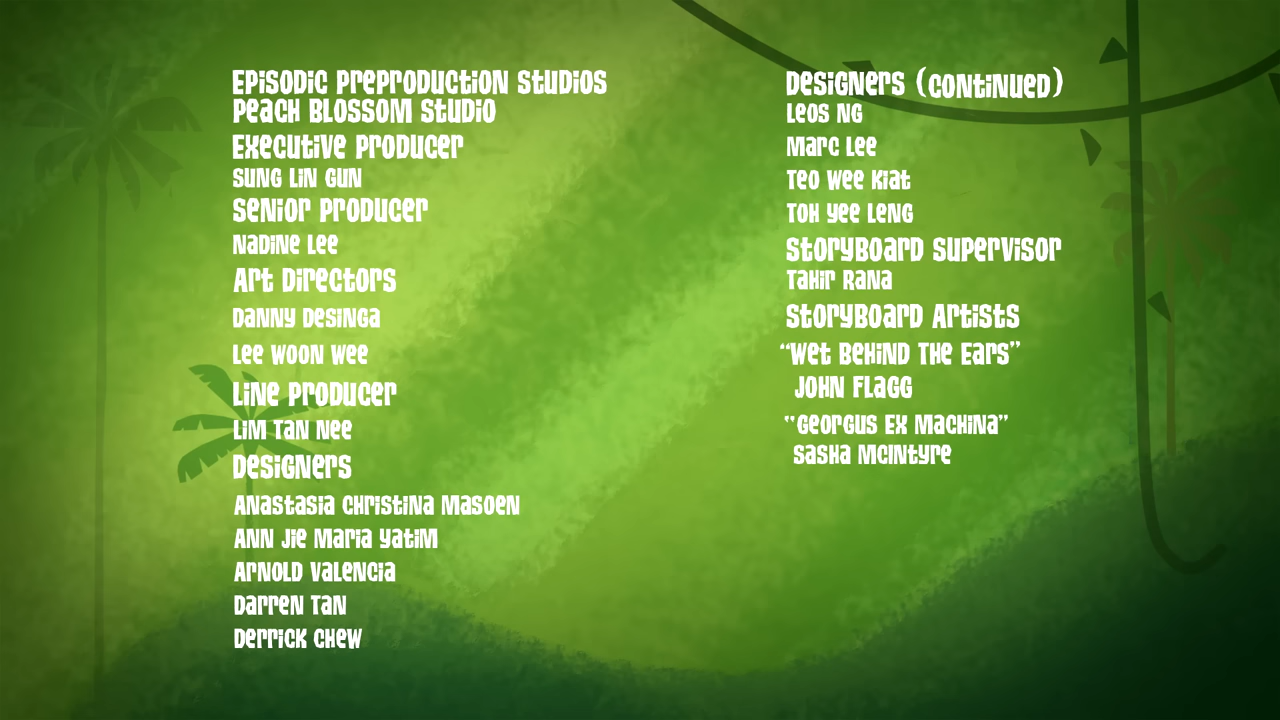 Episodic Preproduction Studios
Peach Blossom Studio
Executive Producer
Sung Lin Gun
Senior Producer
Nadine Lee
Art Directors
Danny Desinga
Lee Woon Wee
Line Producer
Lim Tan Nee
Designers
Anastasia Christina Masoen
Ann Jie Maria Yatim
Arnold Valencia
Darren Tan
Derrick Chew
Designers (Continued)
Leos Ng
Marc Lee
Teo Wee Kiat
Toh Yee Leng
Storyboard Supervisor
Tahir Rana
Storyboard Artists
“Wet Behind The Ears”
John Flagg
“Georgus Ex Machina”
Sasha McIntyre